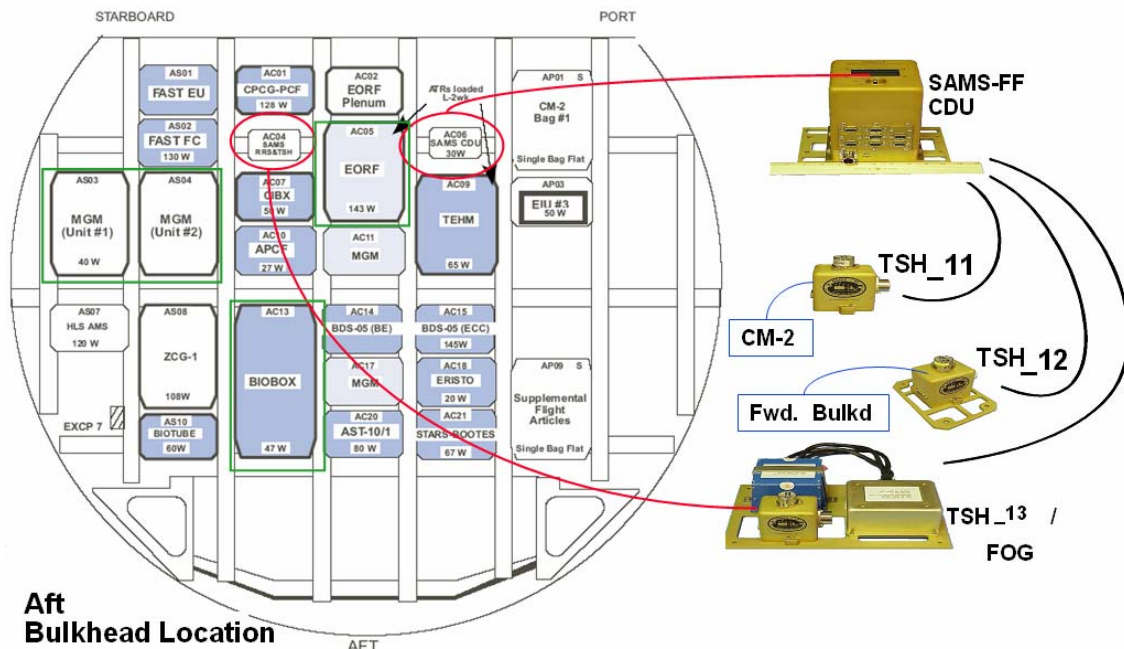 STARBOARD
PORT
AS01
FAST EU
AC01
CPCG-PCF
128 W
AC02
EORF
Plenum
AP01 S
CM-2
Bag #1
Single Bag Flat
ATRs loaded
L-2wk
AS02
FAST FC
130 W
AC04
SAMS
RRS&TSH
AC05
EORF
143 W
AC06
SAMS CDU
30W
AS03
MGM
(Unit #1)
40 W
AS04
MGM
(Unit #2)
AC07
CIBX
AC09
TEHM
65 W
AP03
EIU #3
50 W
AC10
APCF
27 W
AC11
MGM
AS07
HLS AMS
120 W
AS08
ZCG-1
108W
AC13
BIOBOX
47 W
AC14
BDS-05 (BE)
AC15
BDS-05 (ECC)
145W
AC17
MGM
AC18
ERISTO
20 W
AP09 S
Supplemental
Flight
Articles
Single Bag Flat
EXCP 7
AS10
BIOTUBE
60W
AC20
AST-10/1
80 W
AC21
STARS-BOOTES
67 W
Aft
Bulkhead Location
AFT
SAMS-FF
CDU
TSH_11
CM-2
TSH_12
Fwd. Bulkd
TSH_13 /
FOG